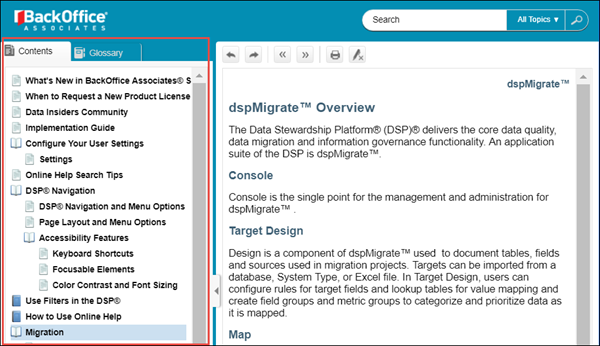 BackOffice
ASSOCIATES
Search
All Topics
Contents
Glossary
What's New in BackOffice Associates® S
When to Request a New Product License
Data Insiders Community
Implementation Guide
Configure Your User Settings
Settings
Online Help Search Tips
DSP® Navigation
DSP® Navigation and Menu Options
Page Layout and Menu Options
Accessibility Features
Keyboard Shortcuts
Focusable Elements
Color Contrast and Font Sizing
Use Filters in the DSP®
How to Use Online Help
Migration
dspMigrate™
dspMigrate™ Overview
The Data Stewardship Platform® (DSP)® delivers the core data quality,
data migration and information governance functionality. An application
suite of the DSP is dspMigrate™.
Console
Console is the single point for the management and administration for
dspMigrate™ .
Target Design
Design is a component of dspMigrate™ used  to document tables, fields
and sources used in migration projects. Targets can be imported from a
database, System Type, or Excel file. In Target Design, users can
configure rules for target fields and lookup tables for value mapping and
create field groups and metric groups to categorize and prioritize data as
it is mapped.
Map